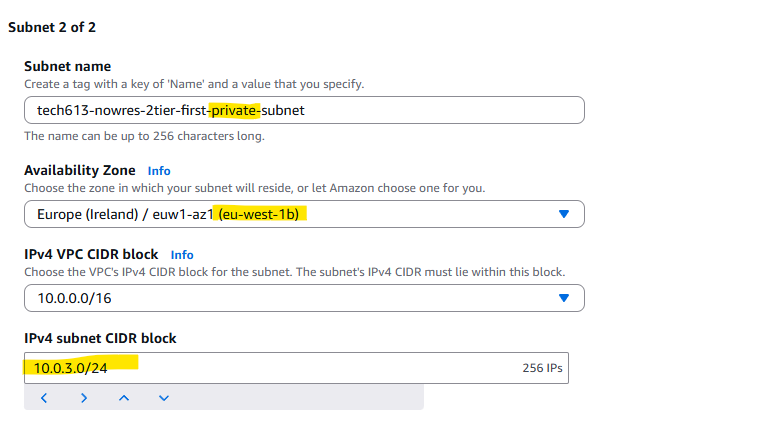 Subnet 2 of 2
Subnet name
Create a tag with a key of 'Name' and a value that you specify.
tech613-nowres-2tier-first-private-subnet
The name can be up to 256 characters long.
Availability Zone Info
Choose the zone in which your subnet will reside, or let Amazon choose one for you.
Europe (Ireland) / euw1-az1 (eu-west-1b)
IPv4 VPC CIDR block Info
Choose the VPC's IPv4 CIDR block for the subnet. The subnet's IPv4 CIDR must lie within this block.
10.0.0.0/16
IPv4 subnet CIDR block
10.0.3.0/24 256 IPs